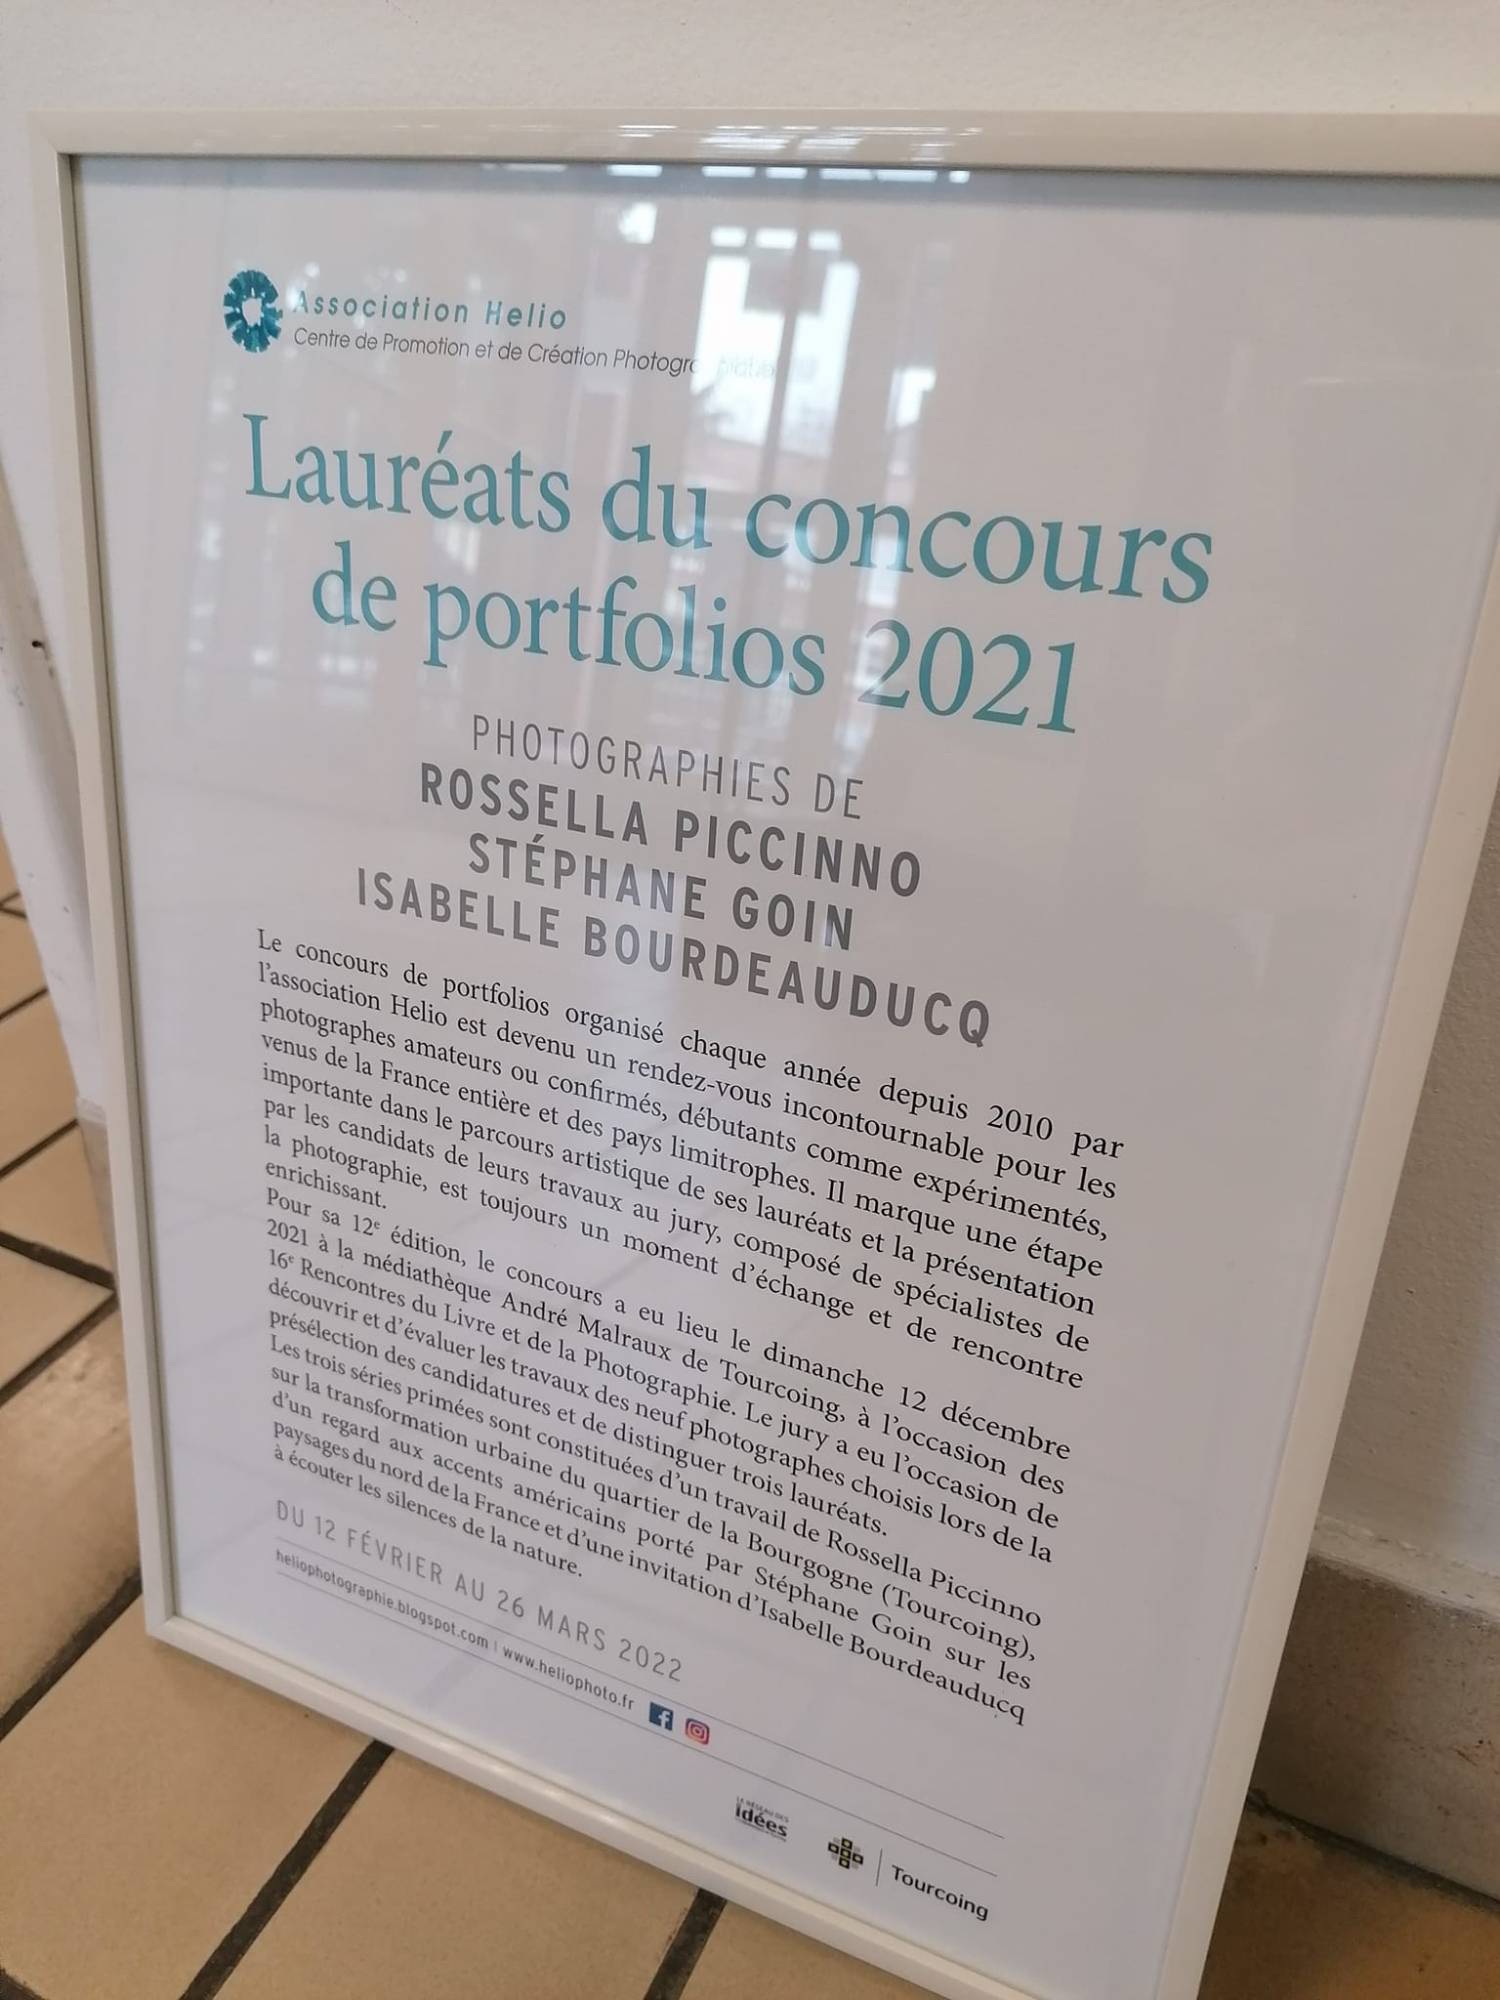 Association Helio
Centre de Promotion et de Création Photographique
Lauréats du concours
de portfolios 2021
PHOTOGRAPHIES DE
ROSSELLA PICCINNO
STÉPHANE GOIN
ISABELLE BOURDEAUDUCQ
Le concours de portfolios organisé chaque année depuis 2010 par
l'association Helio est devenu un rendez-vous incontournable pour les
photographes amateurs ou confirmés, débutants comme expérimentés,
venus de la France entière et des pays limitrophes. Il marque une étape
importante dans le parcours artistique de ses lauréats et la présentation
par les candidats de leurs travaux au jury, composé de spécialistes de
la photographie, est toujours un moment d'échange et de rencontre
enrichissant.
Pour sa 12e édition, le concours a eu lieu le dimanche 12 décembre
2021 à la médiathèque André Malraux de Tourcoing, à l'occasion des
16e Rencontres du Livre et de la Photographie. Le jury a eu l'occasion de
découvrir et d'évaluer les travaux des neuf photographes choisis lors de la
présélection des candidatures et de distinguer trois lauréats.
Les trois séries primées sont constituées d'un travail de Rossella Piccinno
sur la transformation urbaine du quartier de la Bourgogne (Tourcoing),
d'un regard aux accents américains porté par Stéphane Goin sur les
paysages du nord de la France et d'une invitation d'Isabelle Bourdeauducq
à écouter les silences de la nature.
DU 12 FÉVRIER AU 26 MARS 2022
heliophotographie.blogspot.com | www.heliophoto.fr
LE RÉSEAU DES
idées
Tourcoing